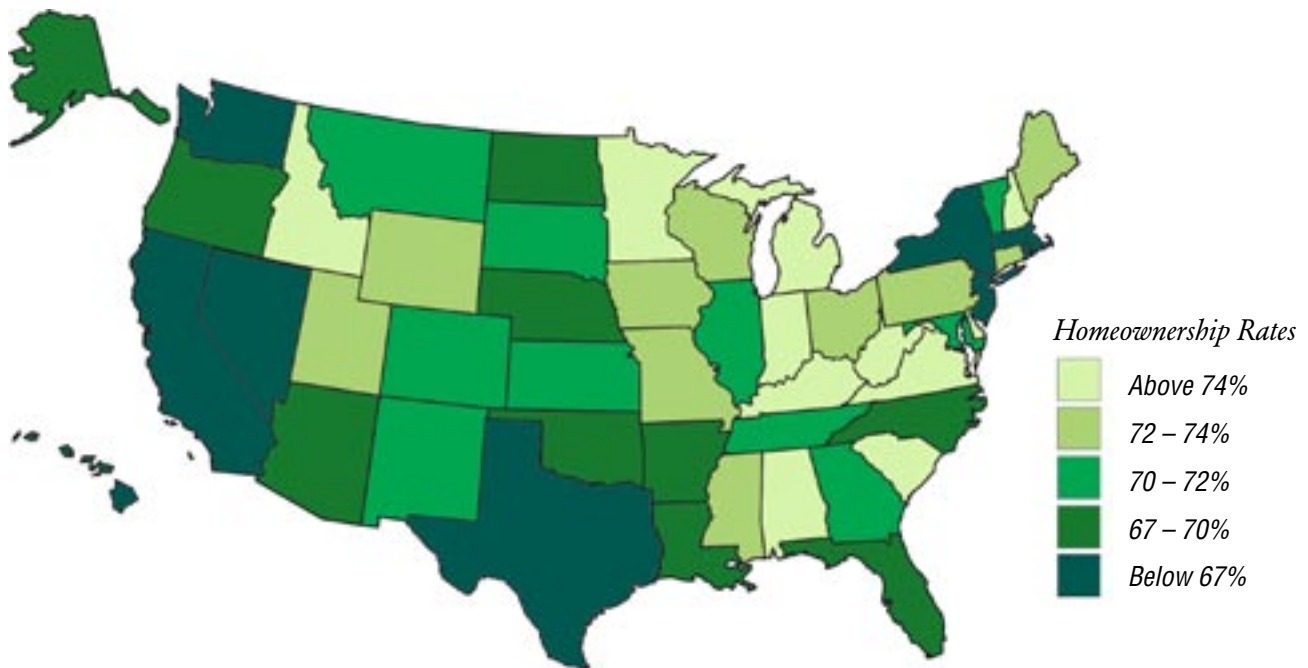 Homeownership Rates
Above 74%
72 – 74%
70 – 72%
67 – 70%
Below 67%